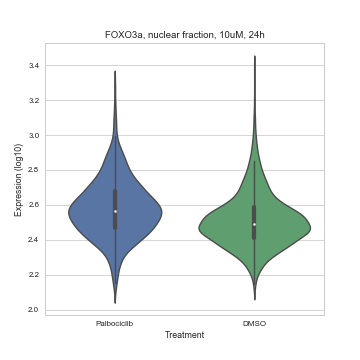 FOXO3a, nuclear fraction, 10uM, 24h
3.4
3.2
3.0
2.8
2.6
2.4
2.2
2.0
Expression (log10)
Palbociclib
DMSO
Treatment